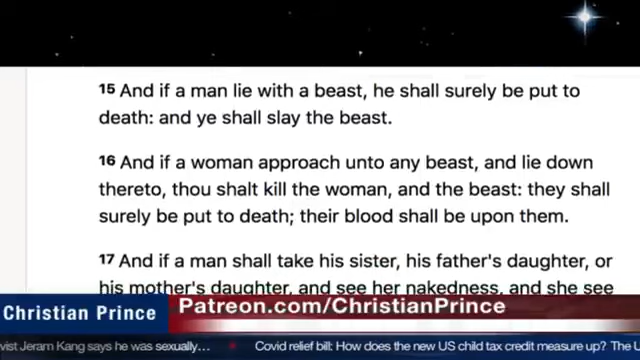 15 And if a man lie with a beast, he shall surely be put to
death: and ye shall slay the beast.
16 And if a woman approach unto any beast, and lie down
thereto, thou shalt kill the woman, and the beast: they shall
surely be put to death; their blood shall be upon them.
17 And if a man shall take his sister, his father's daughter, or
his mother's daughter, and see her nakedness, and she see
Christian Prince
Patreon.com/ChristianPrince
vist Jeram Kang says he was sexually...
Covid relief bill: How does the new US child tax credit measure up? The U